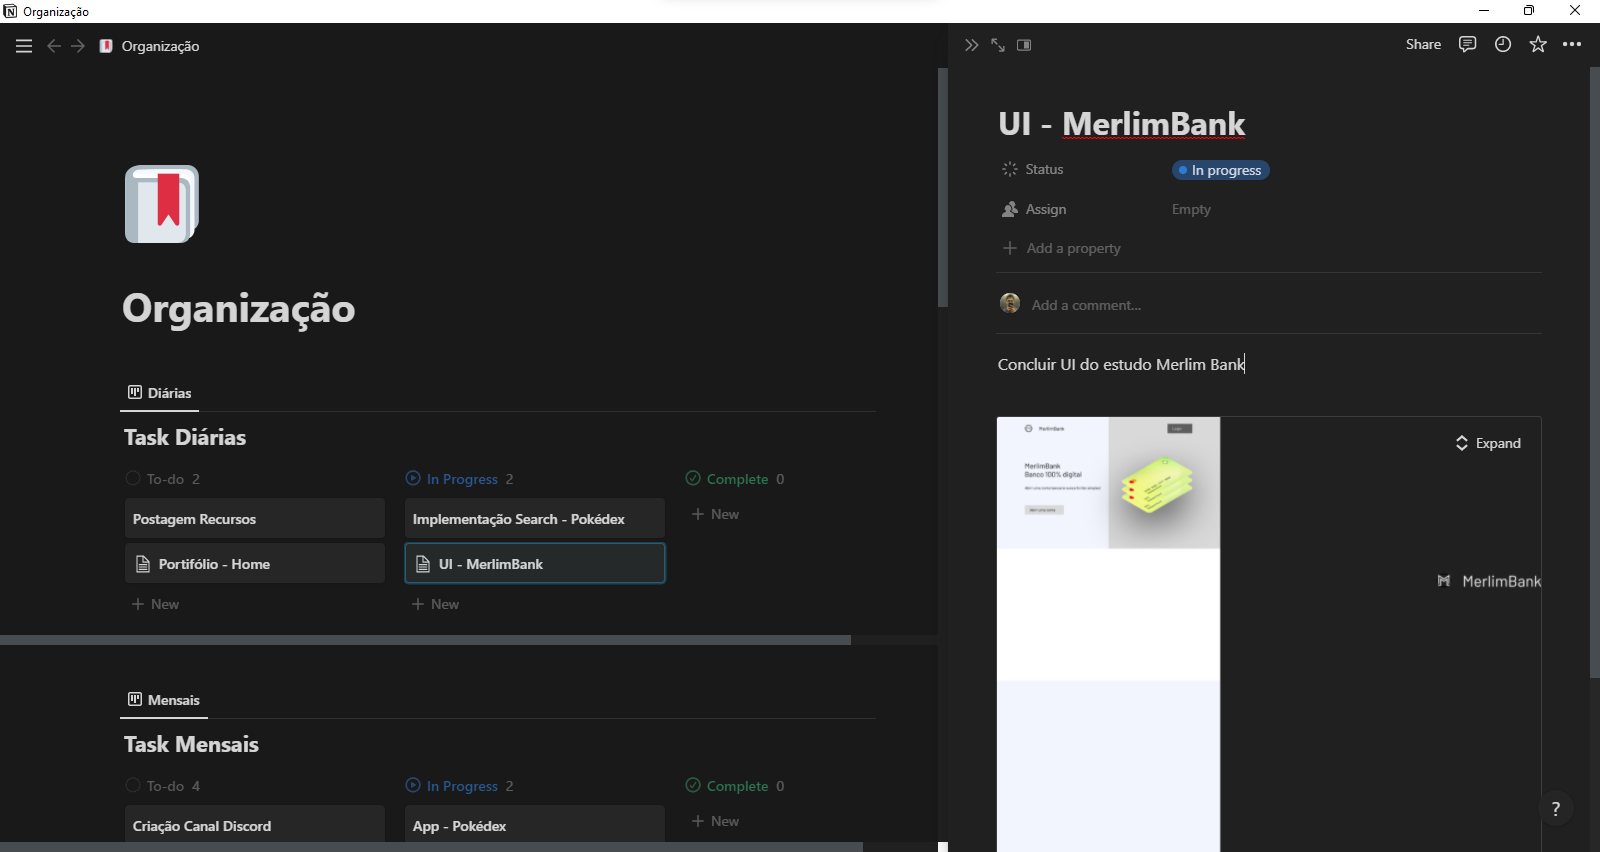 Organização
Organização
Organização
Diárias
Task Diárias
To-do 2
In Progress 2
Complete 0
Postagem Recursos
Implementação Search - Pokédex
+ New
Portifólio - Home
UI - MerlimBank
+ New
+ New
Mensais
Task Mensais
To-do 4
In Progress 2
Complete 0
Criação Canal Discord
App - Pokédex
+ New
Share
UI - MerlimBank
Status
In progress
Assign
Empty
+ Add a property
Add a comment...
Concluir UI do estudo Merlim Bank
MerlimBank
MerlimBank
Banco 100% digital
Expand
MerlimBank
?